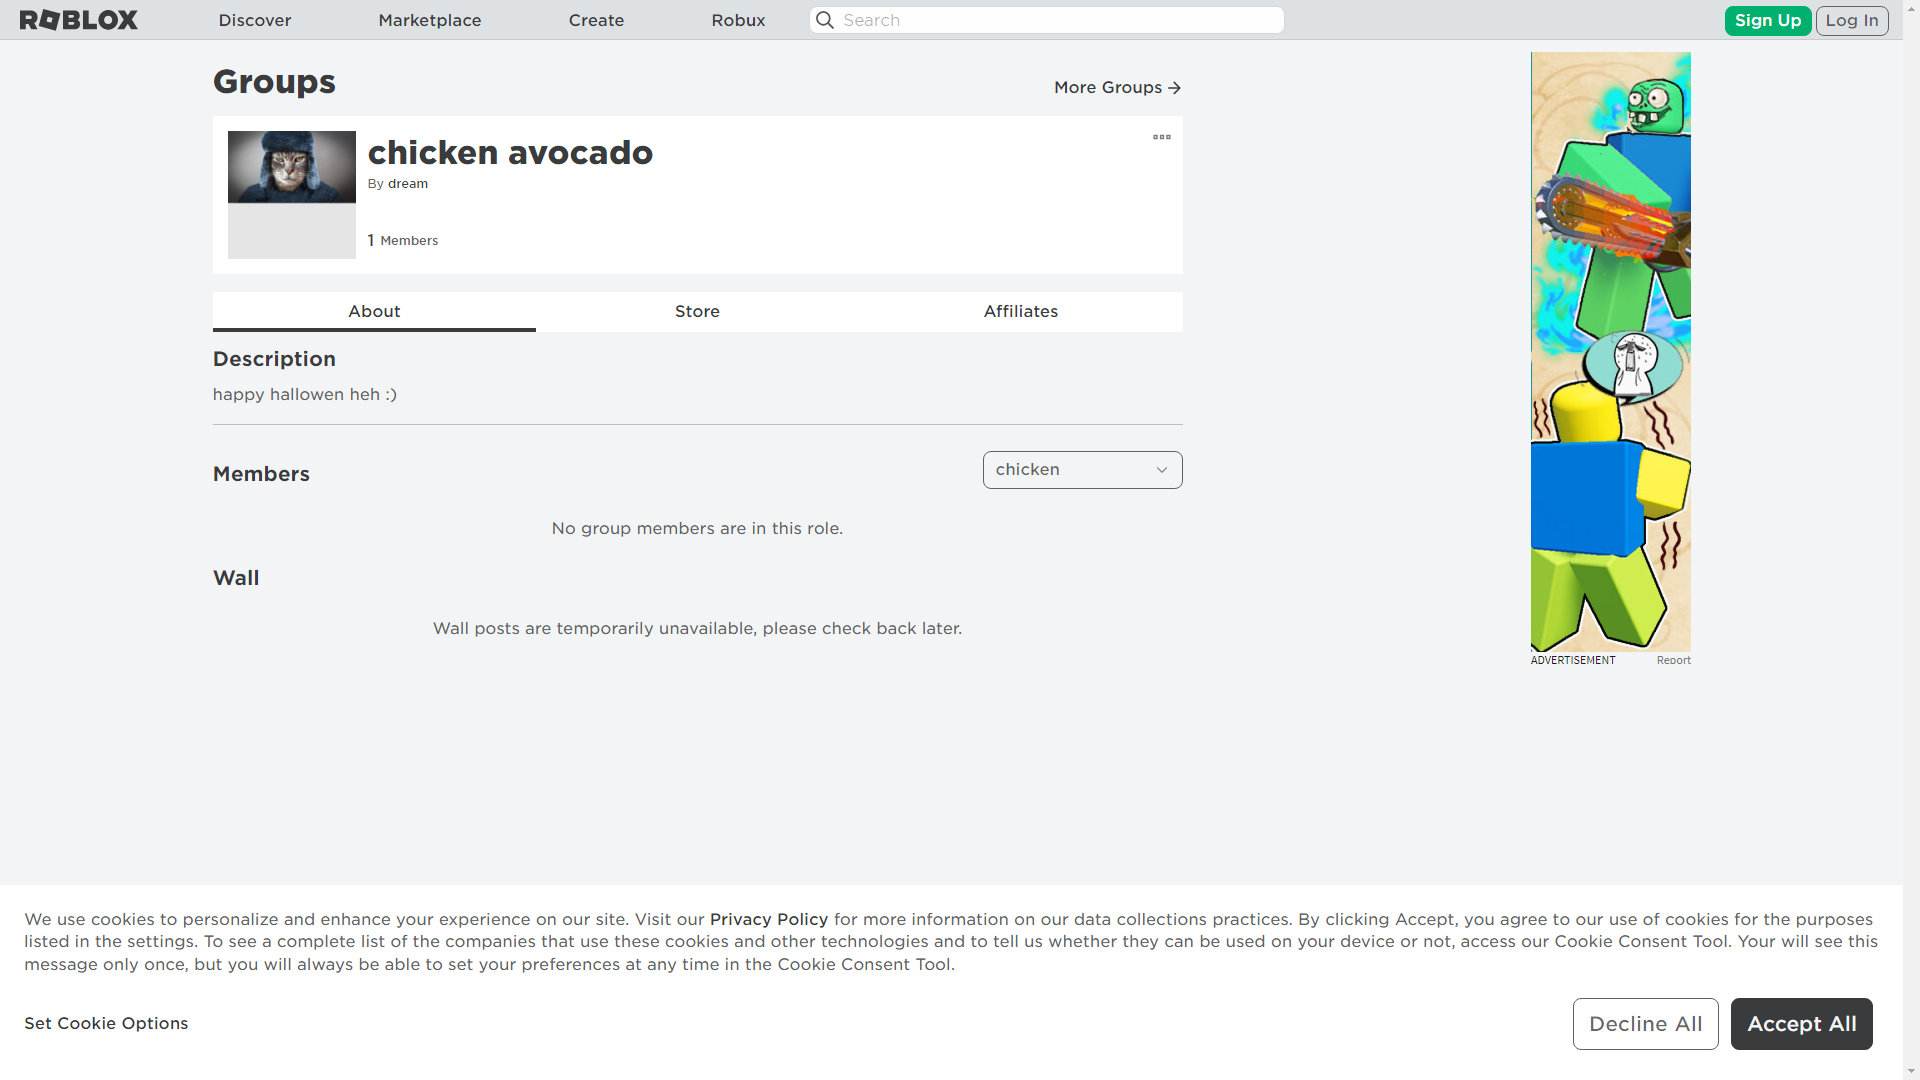 ROBLOX Discover Marketplace Create Robux Search Sign Up Log In
Groups
More Groups
chicken avocado
By dream
1 Members
About Store Affiliates
Description
happy hallowen heh :)
Members
chicken
No group members are in this role.
Wall
Wall posts are temporarily unavailable, please check back later.
ADVERTISEMENT Report
We use cookies to personalize and enhance your experience on our site. Visit our Privacy Policy for more information on our data collections practices. By clicking Accept, you agree to our use of cookies for the purposes
listed in the settings. To see a complete list of the companies that use these cookies and other technologies and to tell us whether they can be used on your device or not, access our Cookie Consent Tool. Your will see this
message only once, but you will always be able to set your preferences at any time in the Cookie Consent Tool.
Set Cookie Options
Decline All Accept All